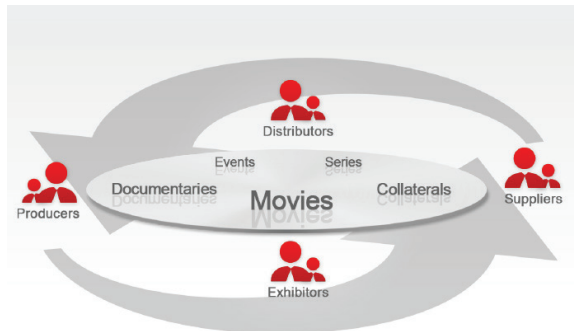 Distributors
Events Series
Documentaries Movies Collaterals
Producers
Suppliers
Exhibitors